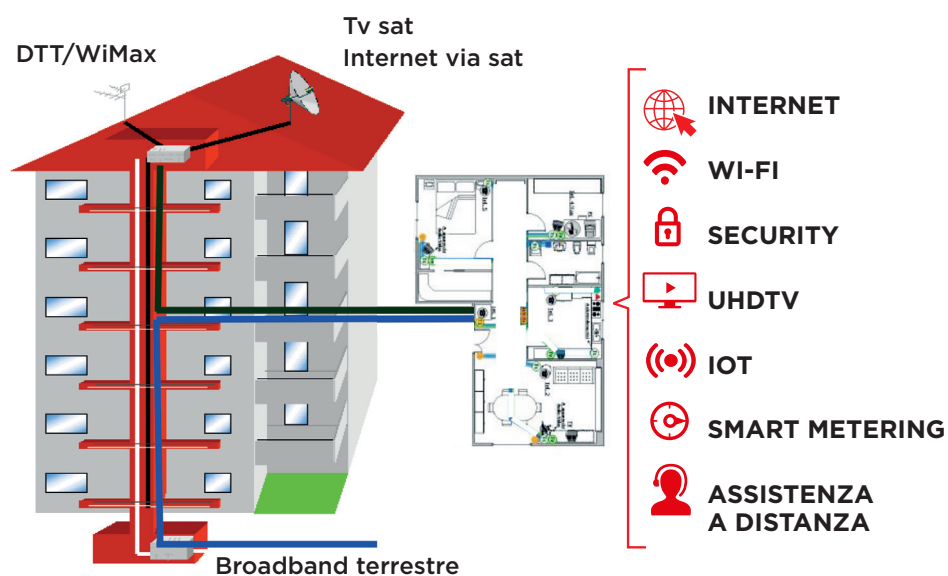 Tv sat
DTT/WiMax
Internet via sat
INTERNET
WI-FI
SECURITY
UHDTV
IOT
SMART METERING
ASSISTENZA
A DISTANZA
Broadband terrestre